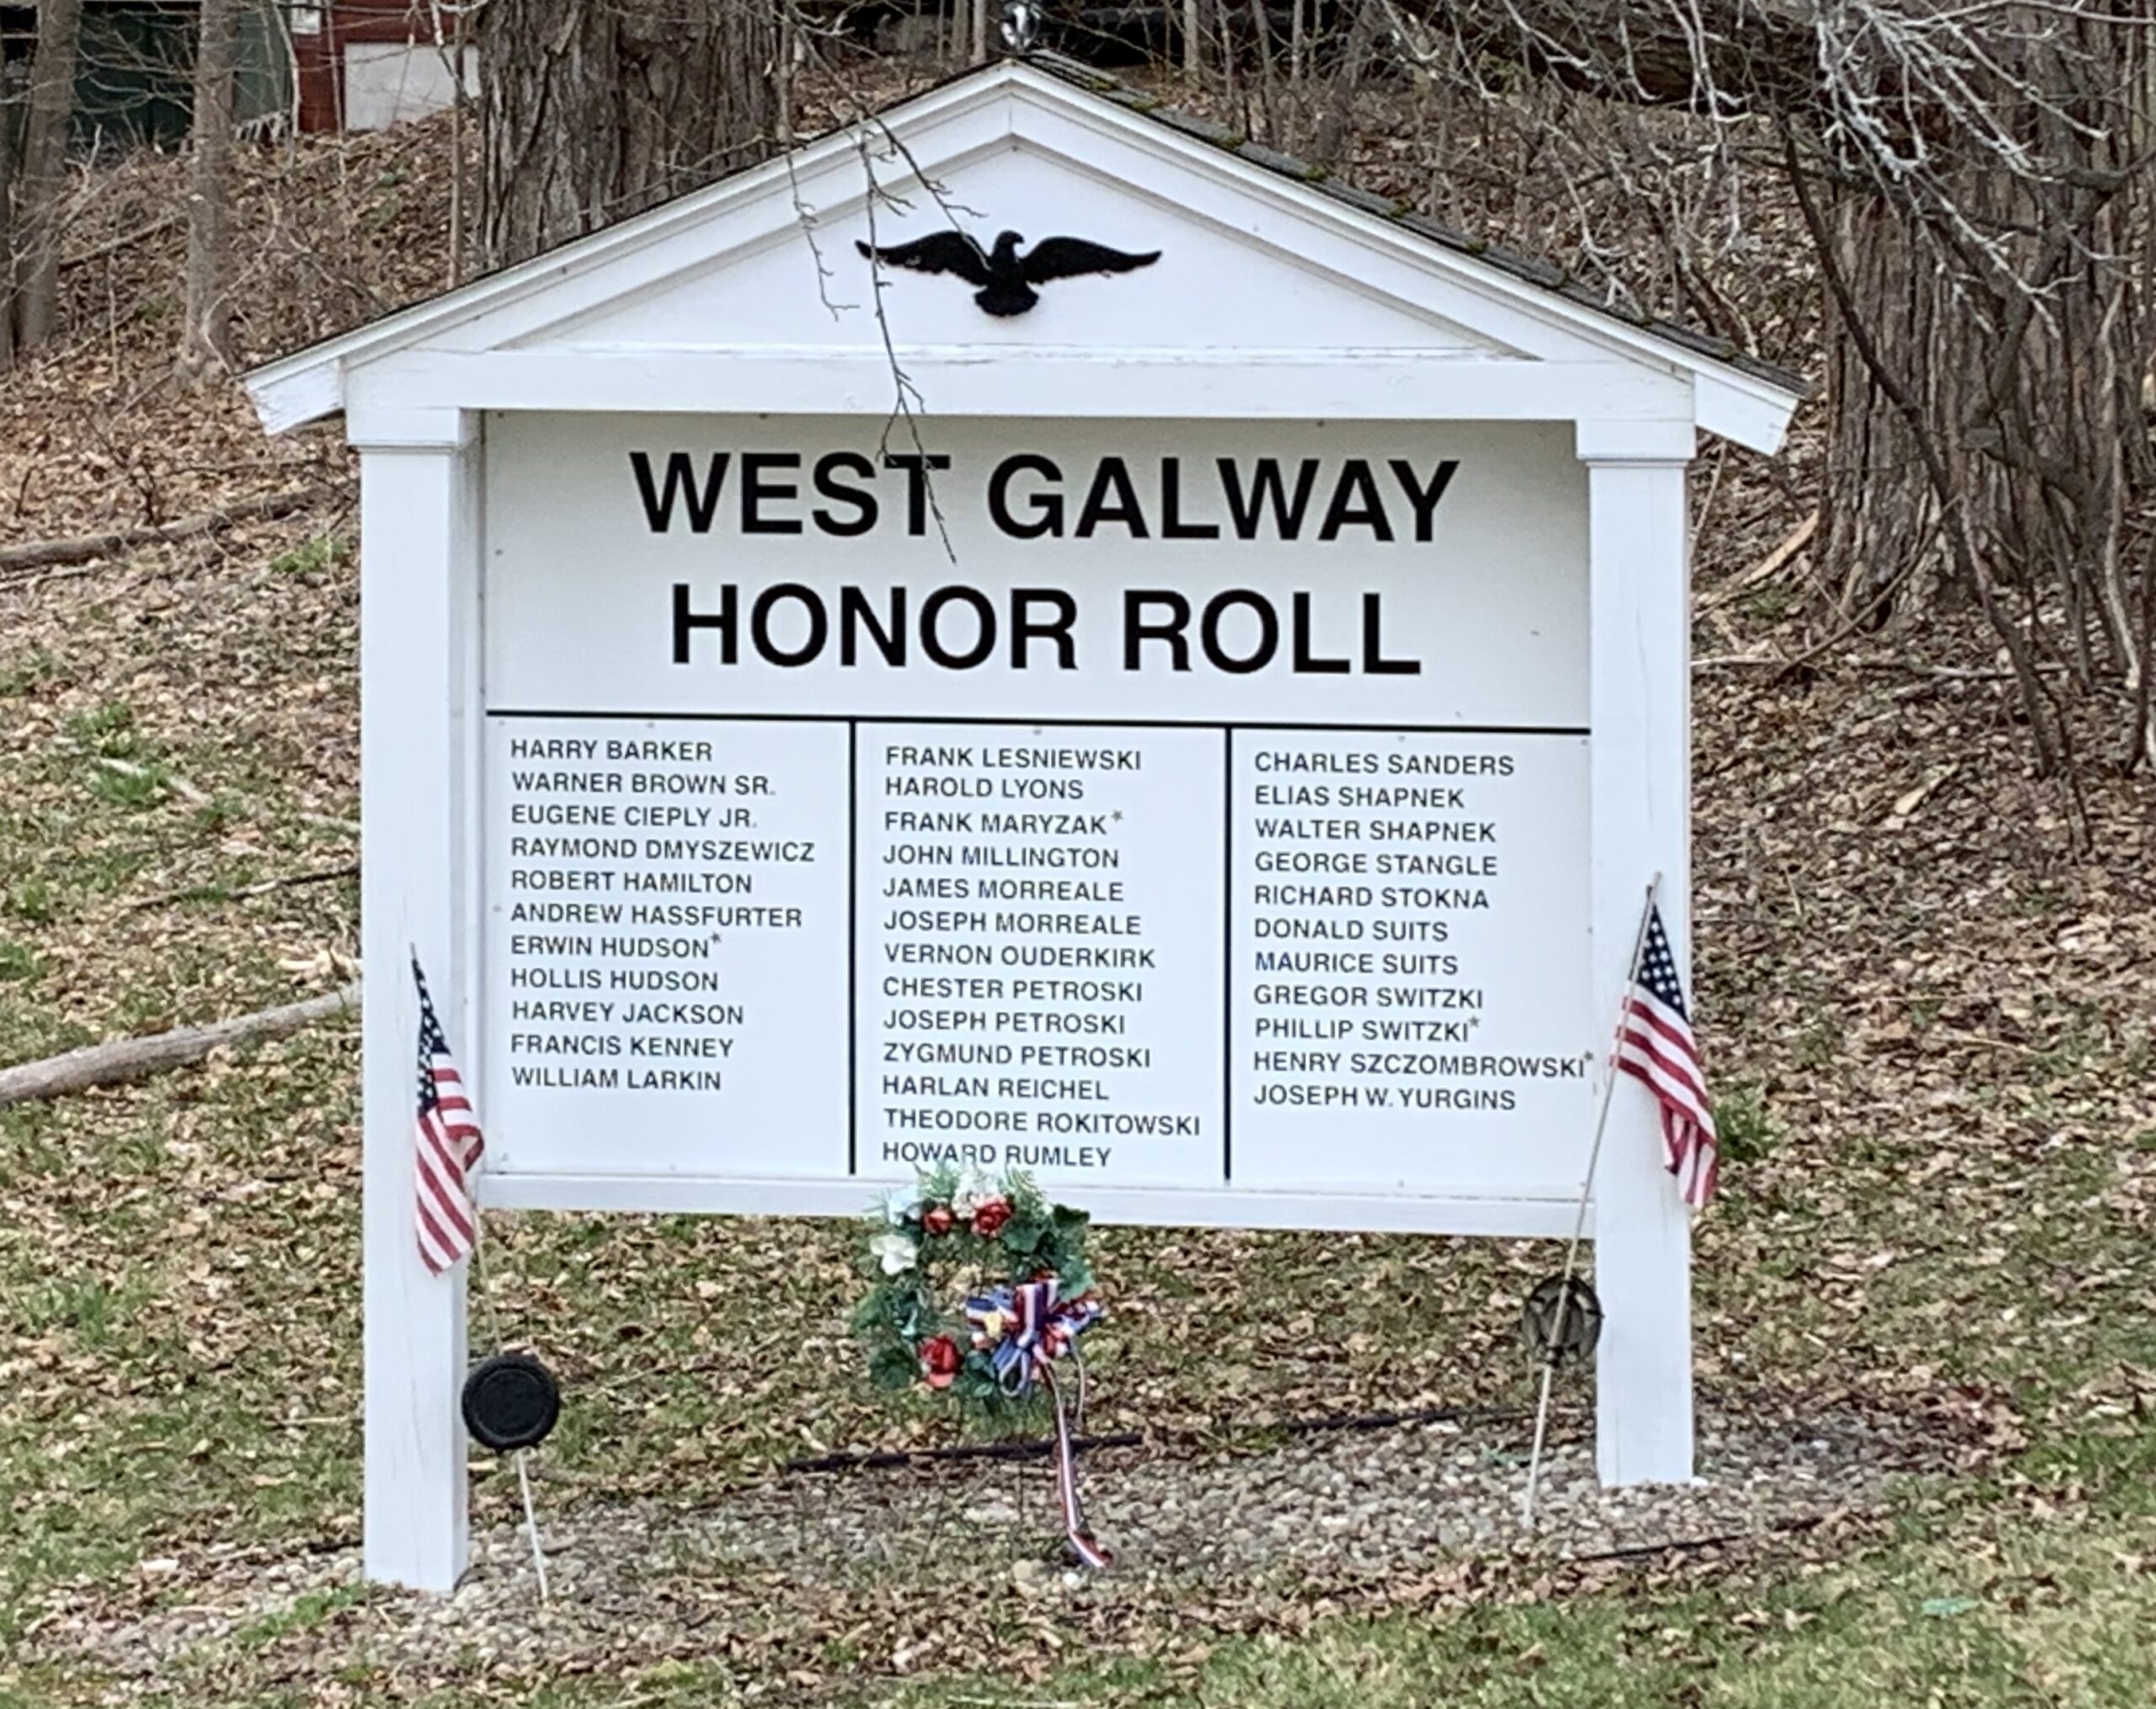 WEST GALWAY
HONOR ROLL
HARRY BARKER
WARNER BROWN SR.
EUGENE CIEPLY JR.
RAYMOND DMYSZEWICZ
ROBERT HAMILTON
ANDREW HASSFURTER
ERWIN HUDSON*
HOLLIS HUDSON
HARVEY JACKSON
FRANCIS KENNEY
WILLIAM LARKIN
FRANK LESNIEWSKI
HAROLD LYONS
FRANK MARYZAK*
JOHN MILLINGTON
JAMES MORREALE
JOSEPH MORREALE
VERNON OUDERKIRK
CHESTER PETROSKI
JOSEPH PETROSKI
ZYGMUND PETROSKI
HARLAN REICHEL
THEODORE ROKITOWSKI
HOWARD RUMLEY
CHARLES SANDERS
ELIAS SHAPNEK
WALTER SHAPNEK
GEORGE STANGLE
RICHARD STOKNA
DONALD SUITS
MAURICE SUITS
GREGOR SWITZKI
PHILLIP SWITZKI*
HENRY SZCZOMBROWSKI*
JOSEPH W. YURGINS